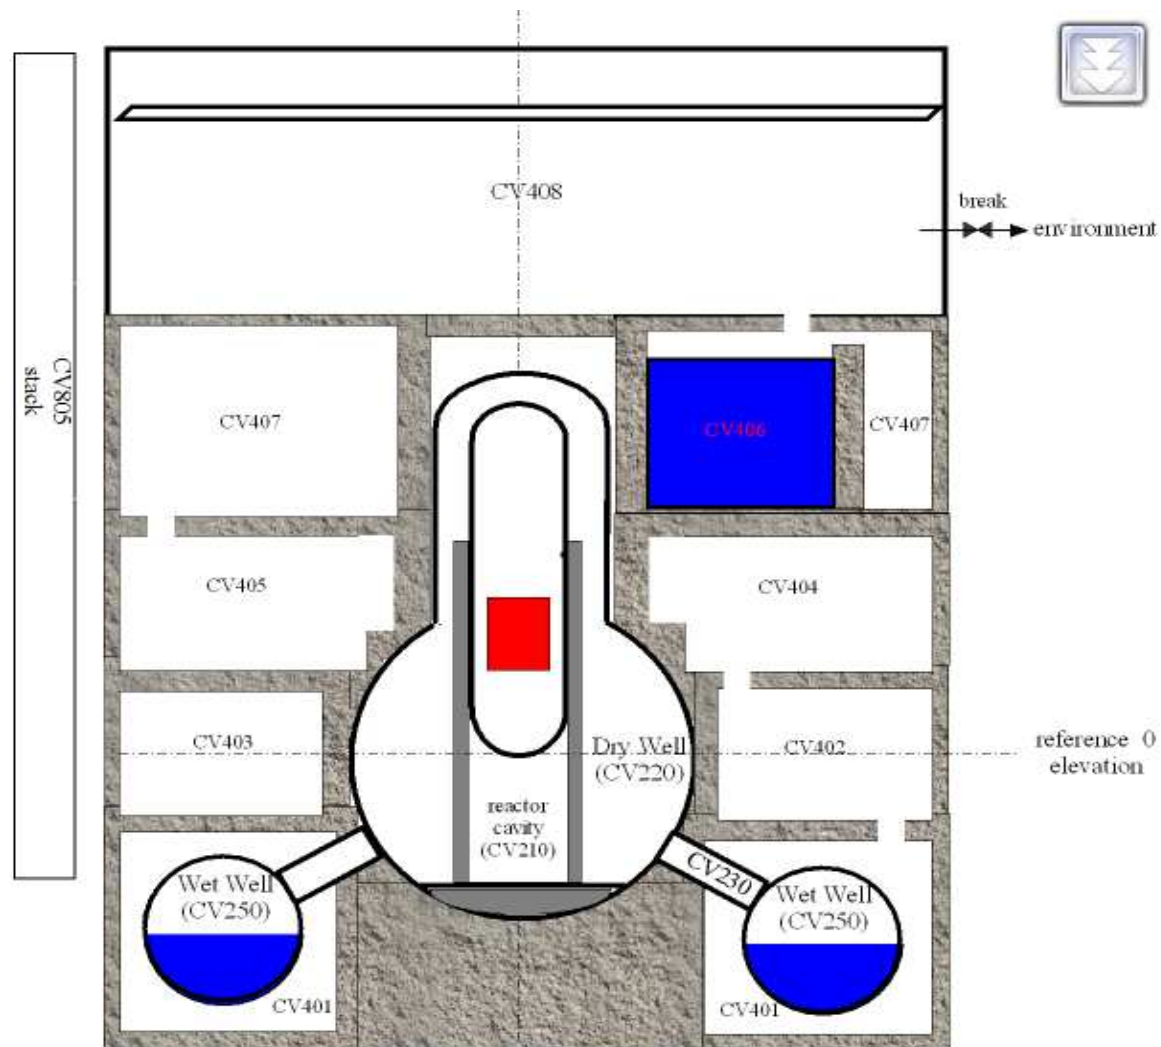 CV408
break
environment
CV805
stack
CV407
CV406
CV407
CV405
CV404
CV403
Dry Well
(CV220)
CV402
reference 0
elevation
reactor
cavity
(CV210)
CV230
Wet Well
(CV250)
Wet Well
(CV250)
CV401
CV401